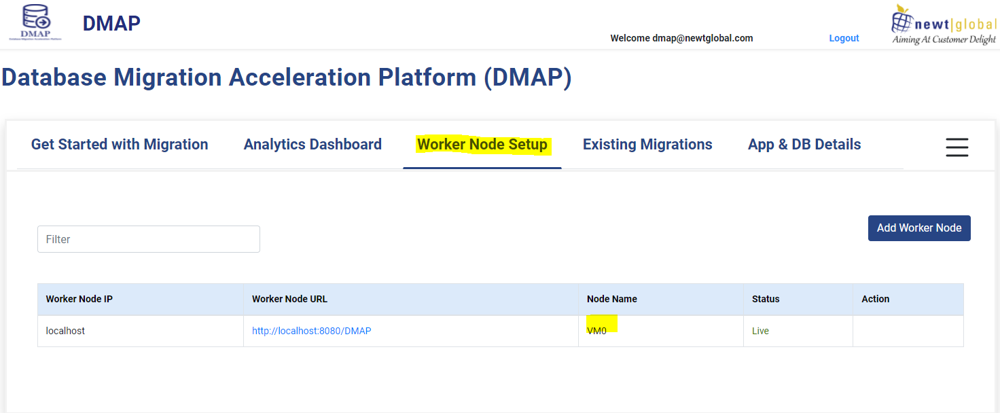 DMAP
Database Migration Acceleration Platform
DMAP
Welcome dmap@newtglobal.com
Logout
newt|global
Aiming At Customer Delight
Database Migration Acceleration Platform (DMAP)
Get Started with Migration Analytics Dashboard Worker Node Setup Existing Migrations App & DB Details
Filter
Add Worker Node
Worker Node IP Worker Node URL Node Name Status Action
localhost http://localhost:8080/DMAP VM0 Live